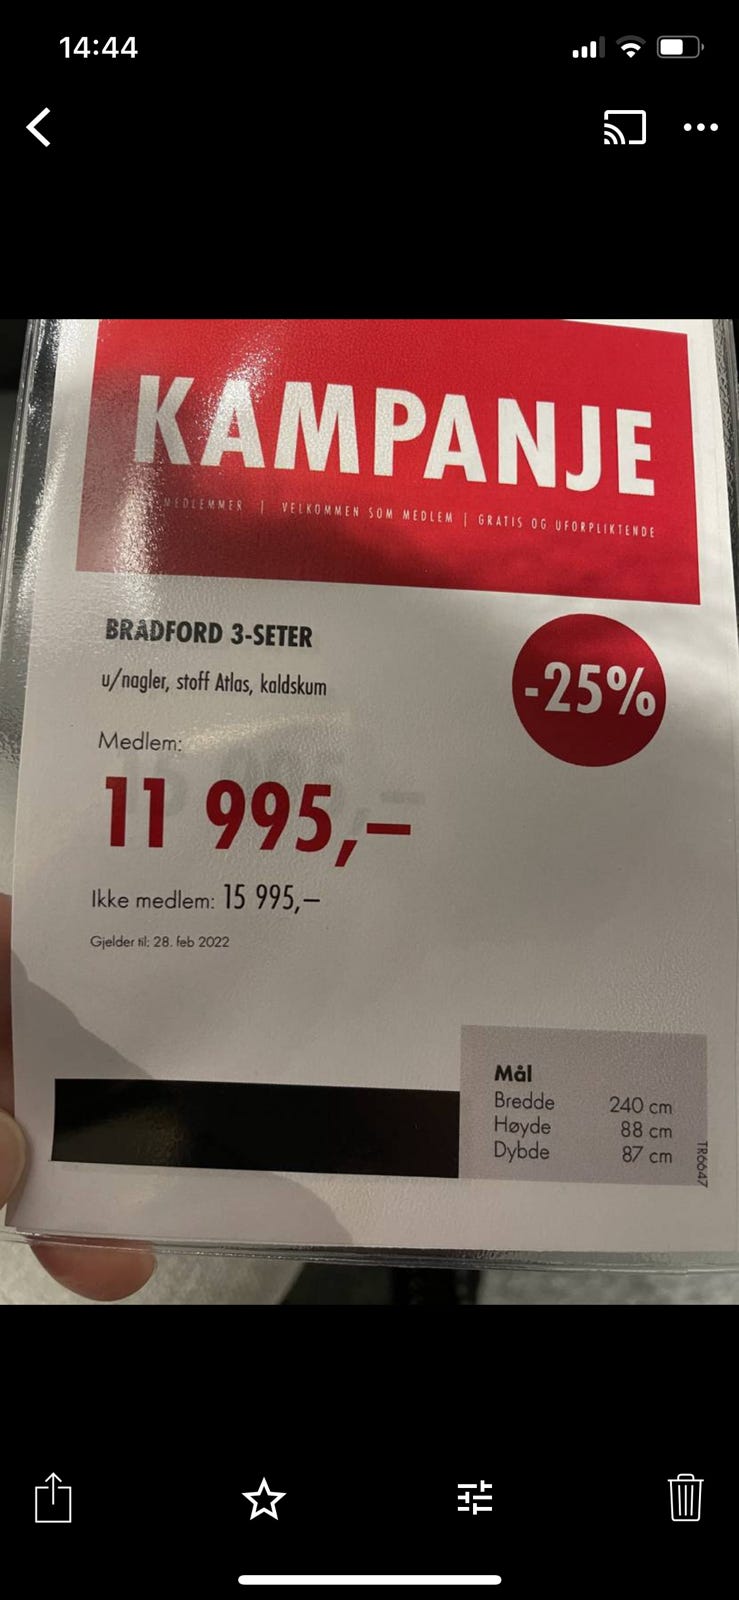 14:44
KAMPANJE
MEDLEMMER | VELKOMMEN SOM MEDLEM | GRATIS OG UFORPLIKTENDE
BRADFORD 3-SETER
u/nagler, stoff Atlas, kaldskum
-25%
Medlem:
11 995,–
Ikke medlem: 15 995,–
Gjelder til: 28. feb 2022
Mål
Bredde 240 cm
Høyde 88 cm
Dybde 87 cm
TR6647